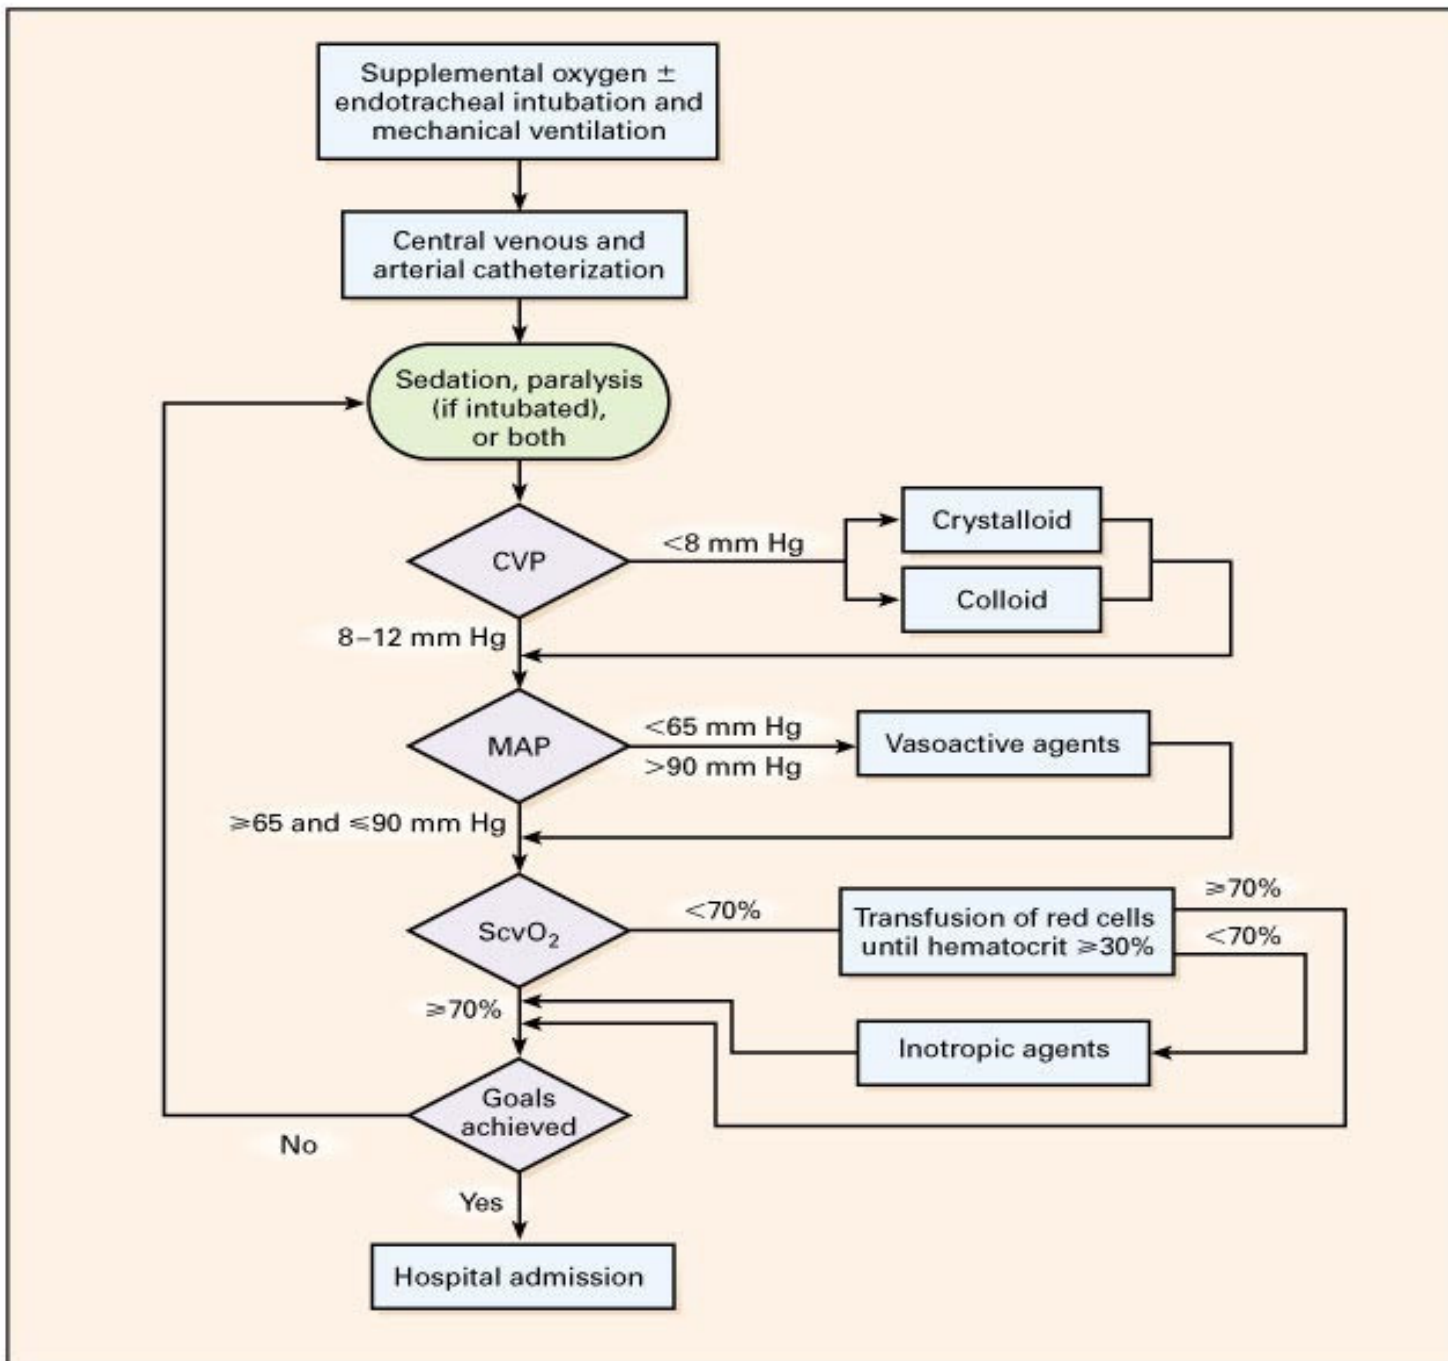 Supplemental oxygen ±
endotracheal intubation and
mechanical ventilation
Central venous and
arterial catheterization
Sedation, paralysis
(if intubated),
or both
CVP
<8 mm Hg
Crystalloid
Colloid
8–12 mm Hg
MAP
<65 mm Hg
>90 mm Hg
Vasoactive agents
⩾65 and ⩽90 mm Hg
ScvO₂
<70%
Transfusion of red cells
until hematocrit ⩾30%
⩾70%
<70%
⩾70%
Inotropic agents
Goals
achieved
No
Yes
Hospital admission